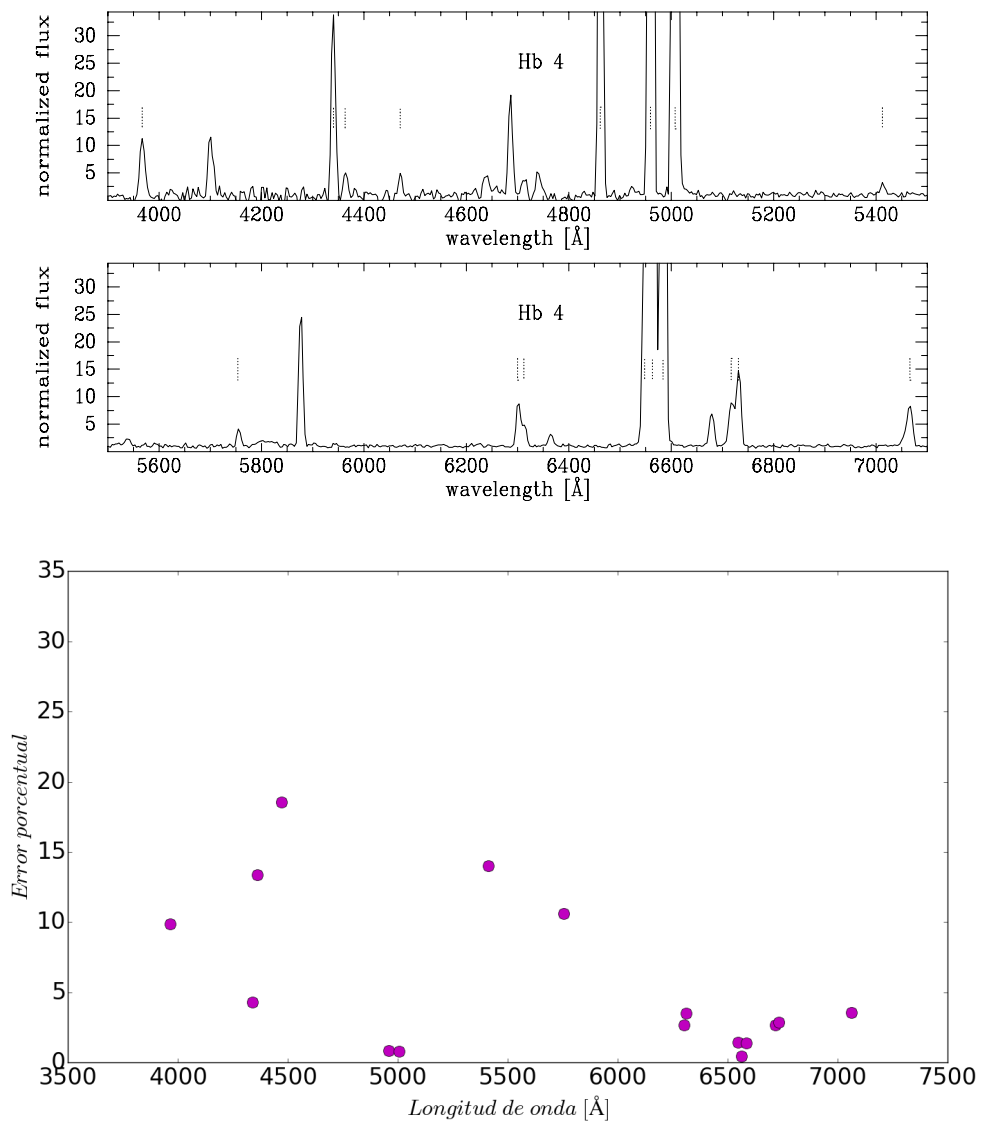 normalized flux
30
25
20
15
10
5
Hb 4
4000 4200 4400 4600 4800 5000 5200 5400
wavelength [Å]
normalized flux
30
25
20
15
10
5
Hb 4
5600 5800 6000 6200 6400 6600 6800 7000
wavelength [Å]
Error porcentual
35
30
25
20
15
10
5
0
3500 4000 4500 5000 5500 6000 6500 7000 7500
Longitud de onda [Å]